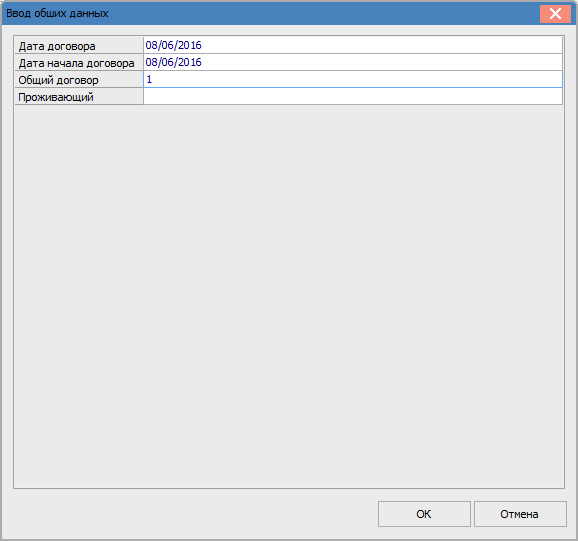 Ввод обших данных
Дата договора 08/06/2016
Дата начала договора 08/06/2016
Общий договор 1
Проживающий
OK Отмена